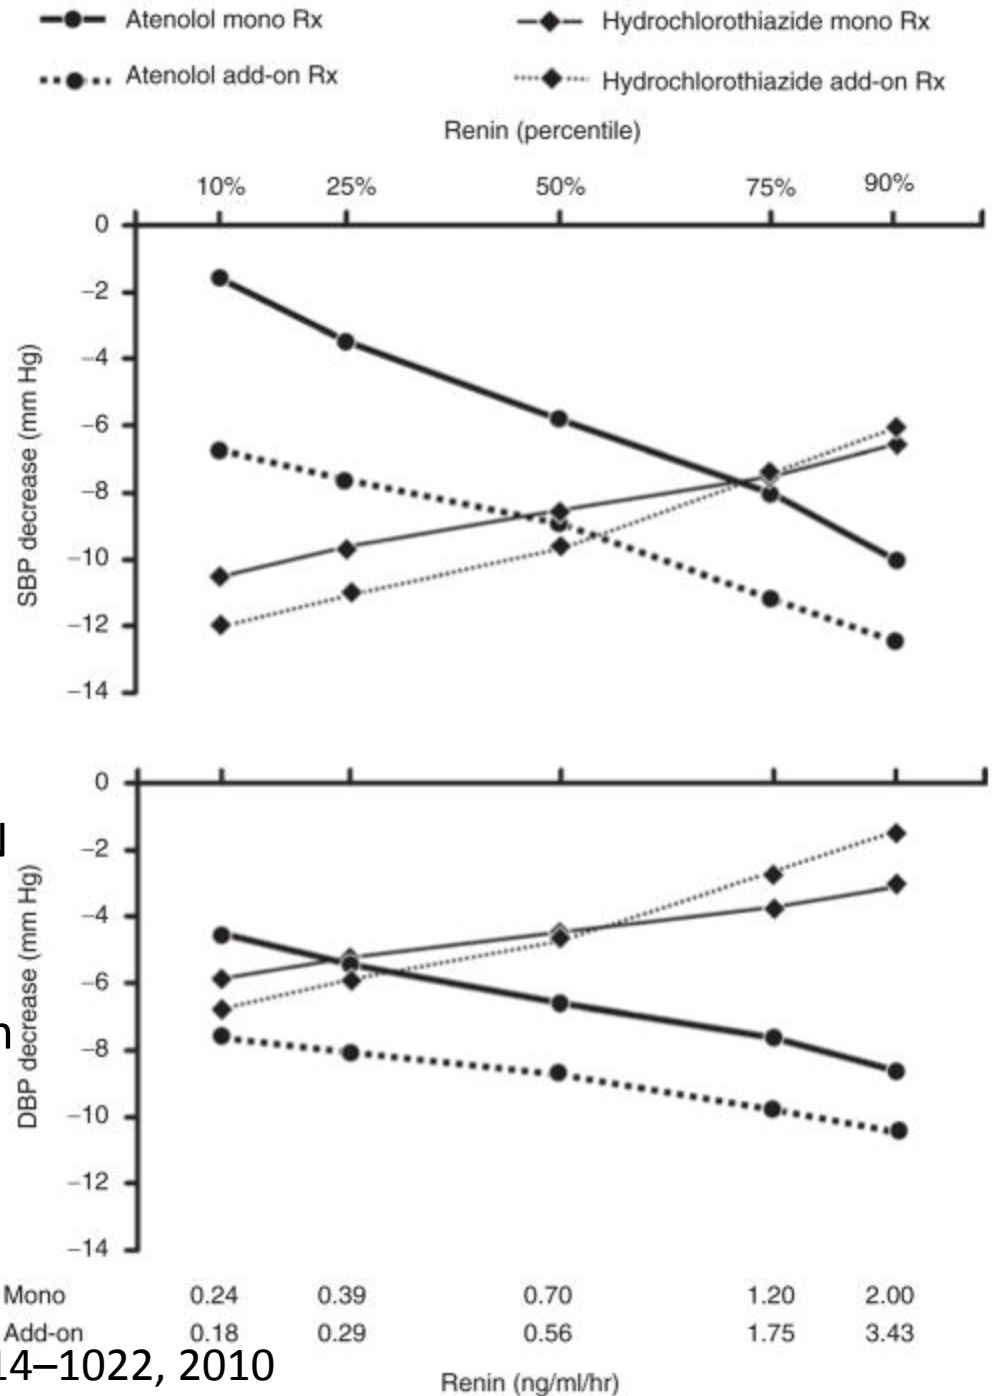 Atenolol mono Rx
Hydrochlorothiazide mono Rx
Atenolol add-on Rx
Hydrochlorothiazide add-on Rx
Renin (percentile)
10% 25% 50% 75% 90%
0
−2
−4
−6
−8
−10
−12
−14
SBP decrease (mm Hg)
0
−2
−4
−6
−8
−10
−12
−14
DBP decrease (mm Hg)
Mono 0.24 0.39 0.70 1.20 2.00
Add-on 0.18 0.29 0.56 1.75 3.43
14–1022, 2010
Renin (ng/ml/hr)